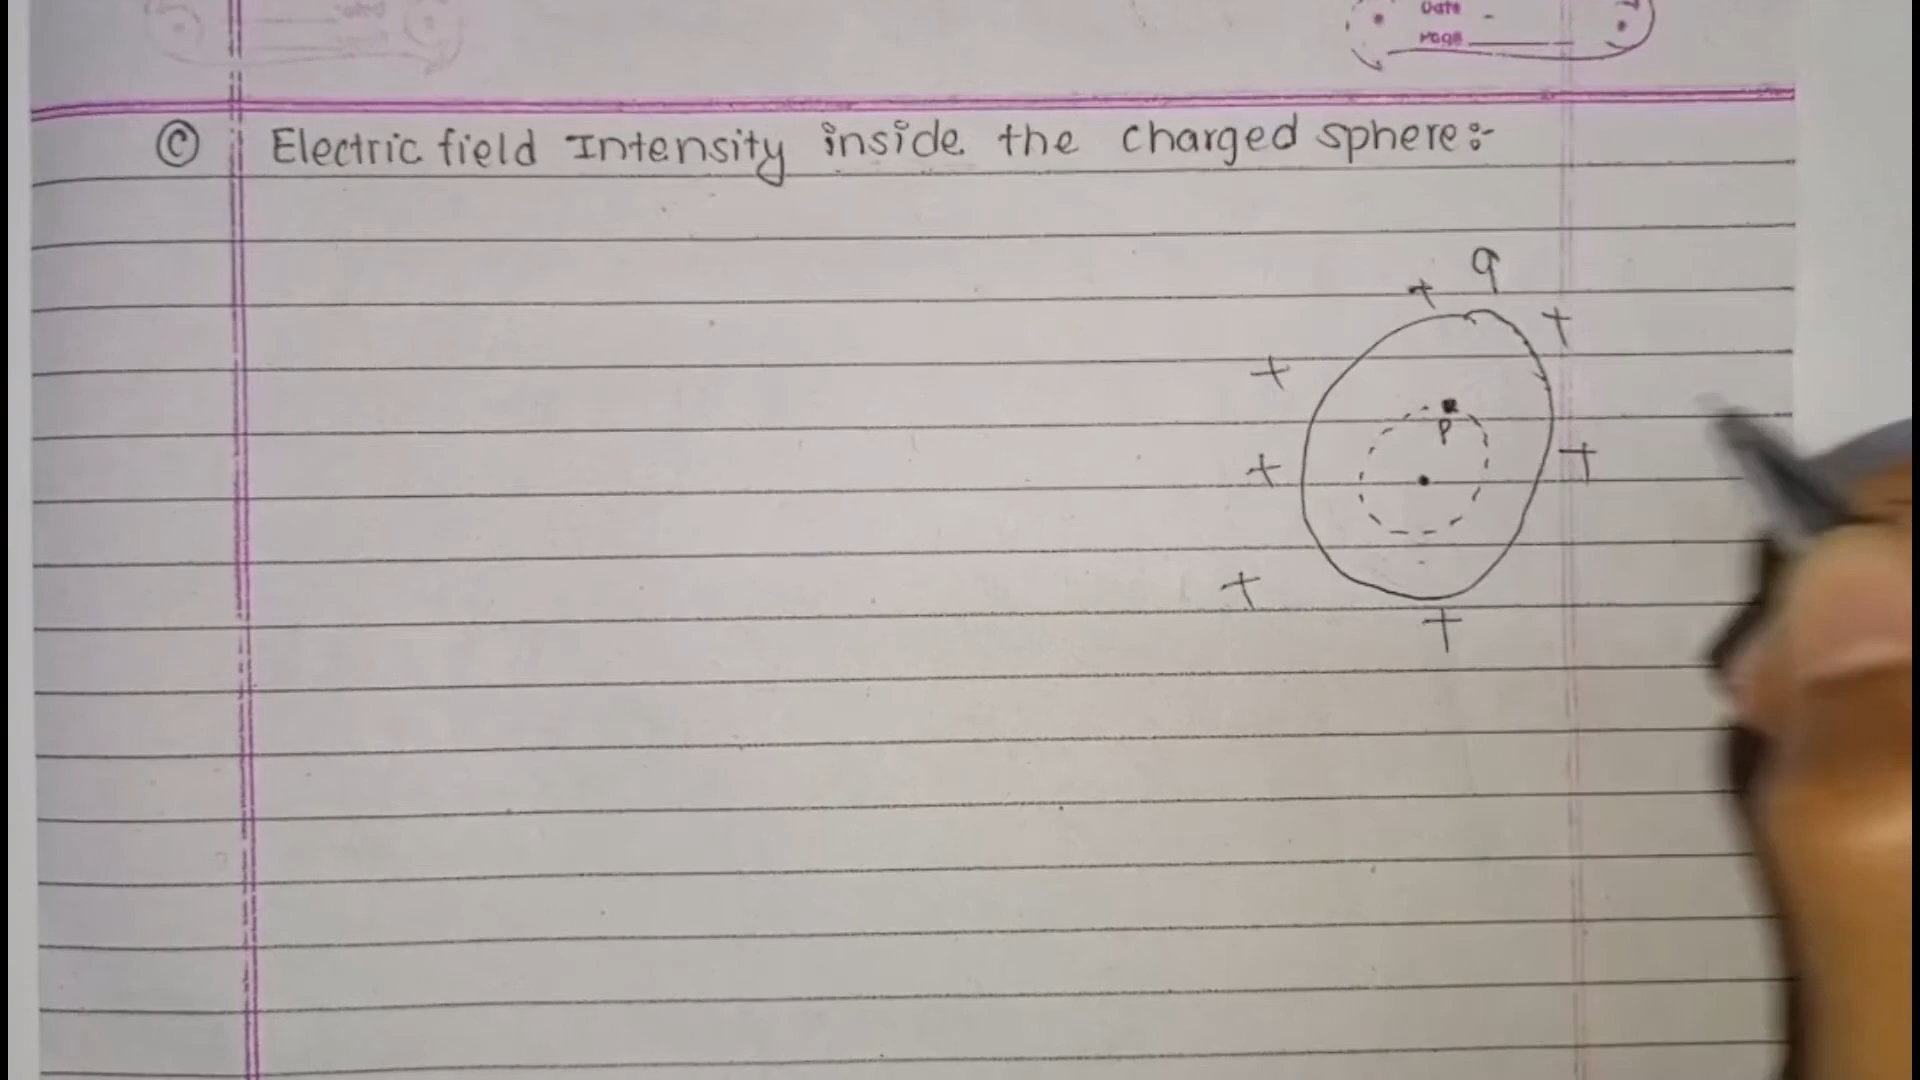 Date
Page
© Electric field Intensity inside the charged sphere:-
q
+ +
+
P
+ +
+
+